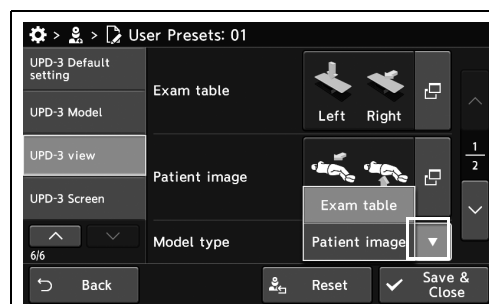 > > User Presets: 01
UPD-3 Default
setting
UPD-3 Model
UPD-3 view
UPD-3 Screen
6/6
Exam table
Left Right
Patient image
Exam table
Model type
Patient image
1
2
Back
Reset
Save &
Close